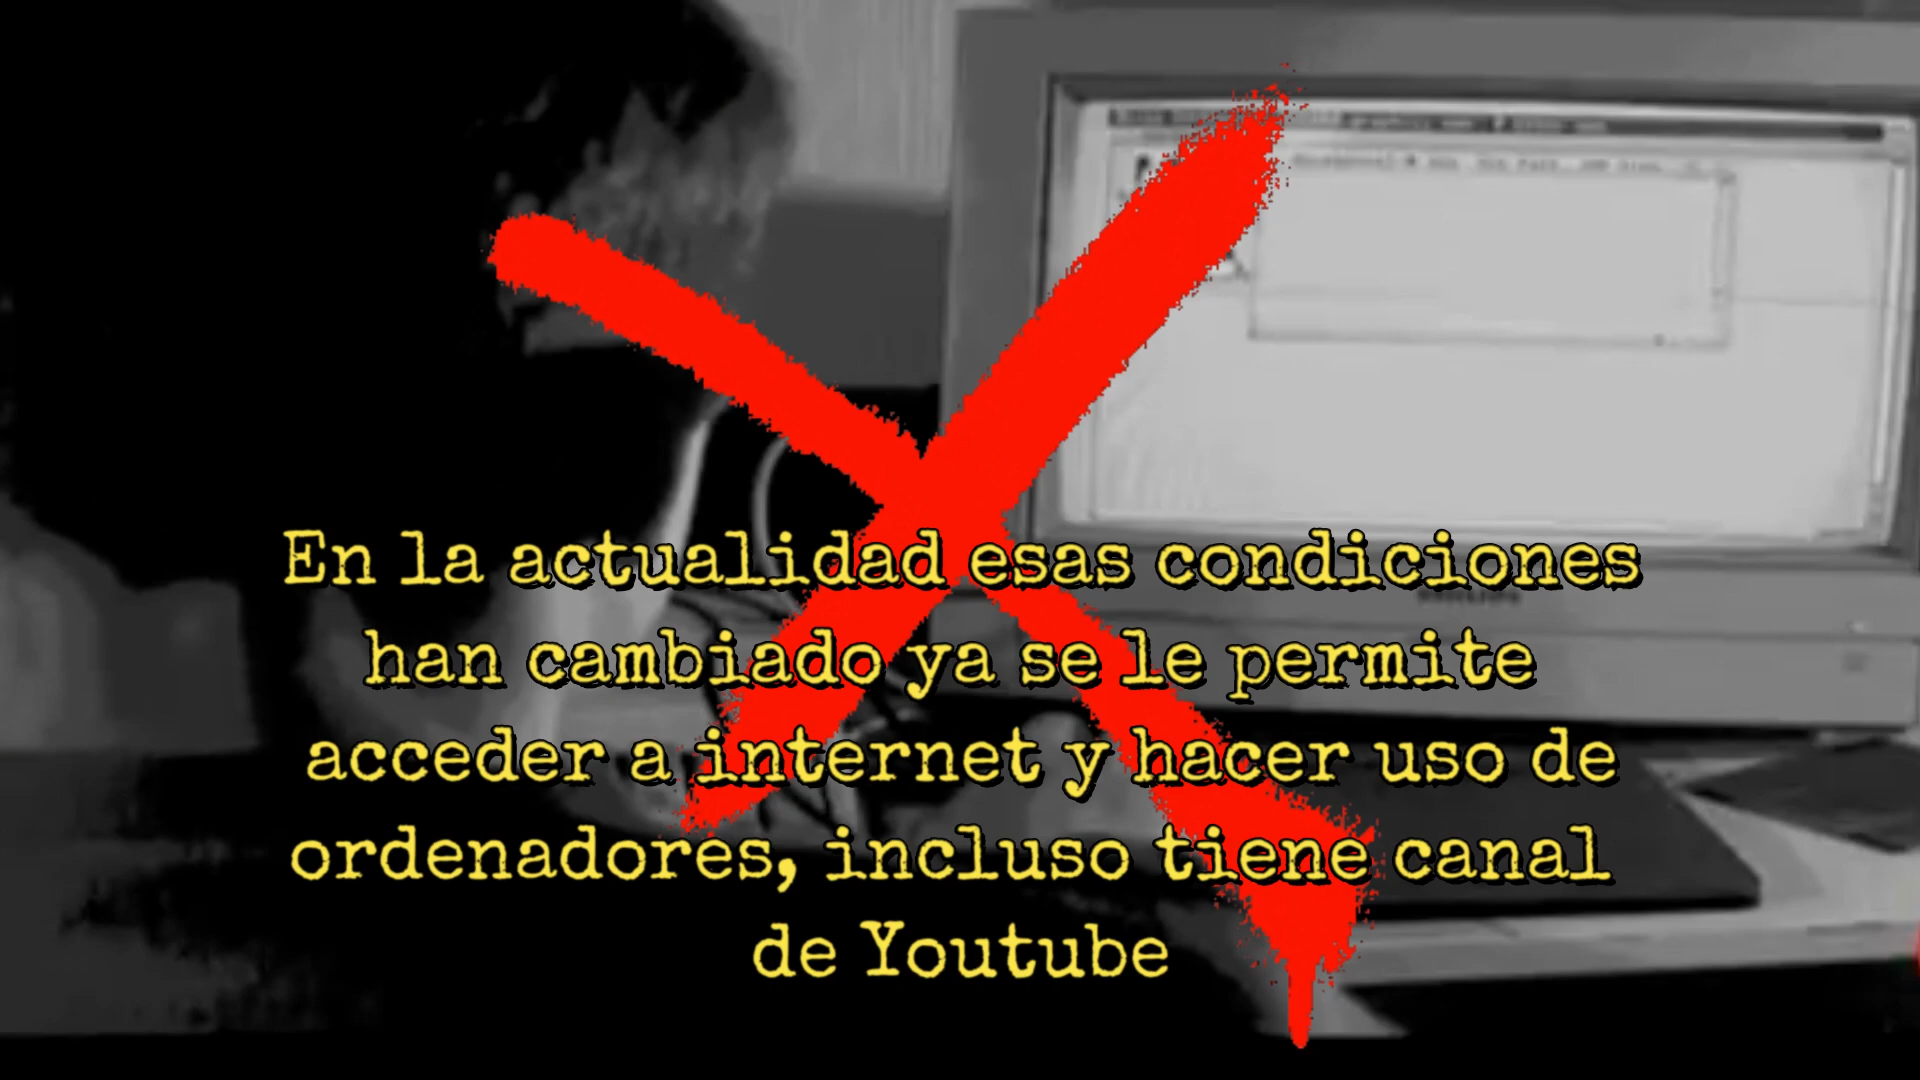 En la actualidad esas condiciones
han cambiado ya se le permite
acceder a internet y hacer uso de
ordenadores, incluso tiene canal
de Youtube